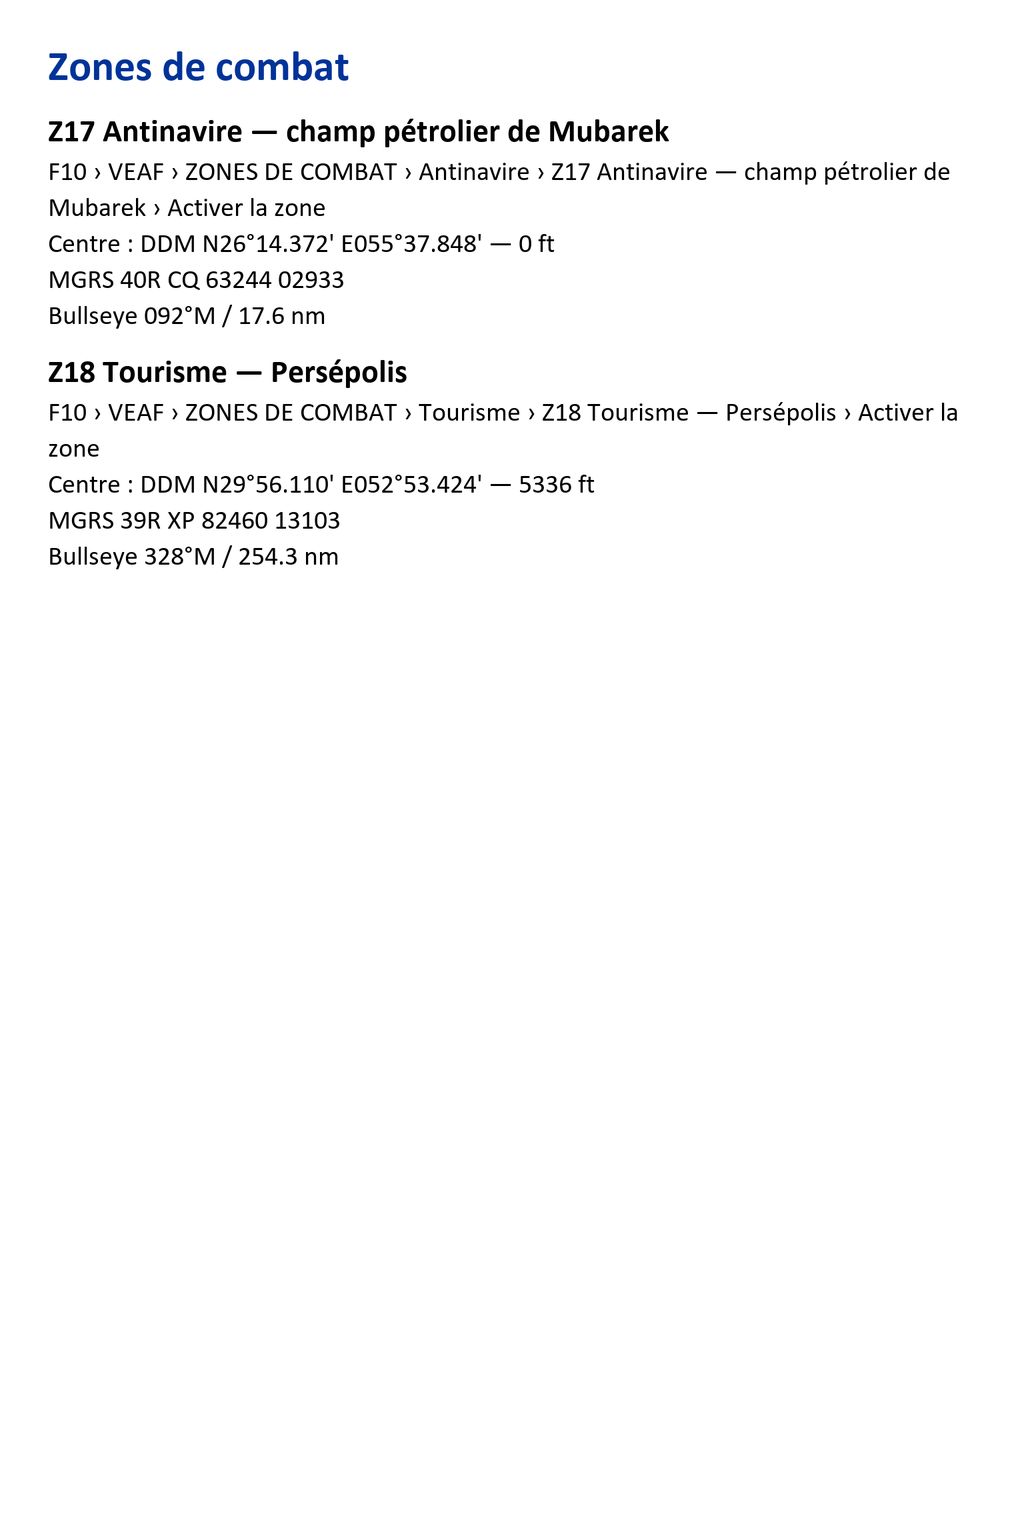 Zones de combat
Z17 Antinavire — champ pétrolier de Mubarek
F10 › VEAF › ZONES DE COMBAT › Antinavire › Z17 Antinavire — champ pétrolier de
Mubarek › Activer la zone
Centre : DDM N26°14.372' E055°37.848' — 0 ft
MGRS 40R CQ 63244 02933
Bullseye 092°M / 17.6 nm
Z18 Tourisme — Persépolis
F10 › VEAF › ZONES DE COMBAT › Tourisme › Z18 Tourisme — Persépolis › Activer la
zone
Centre : DDM N29°56.110' E052°53.424' — 5336 ft
MGRS 39R XP 82460 13103
Bullseye 328°M / 254.3 nm